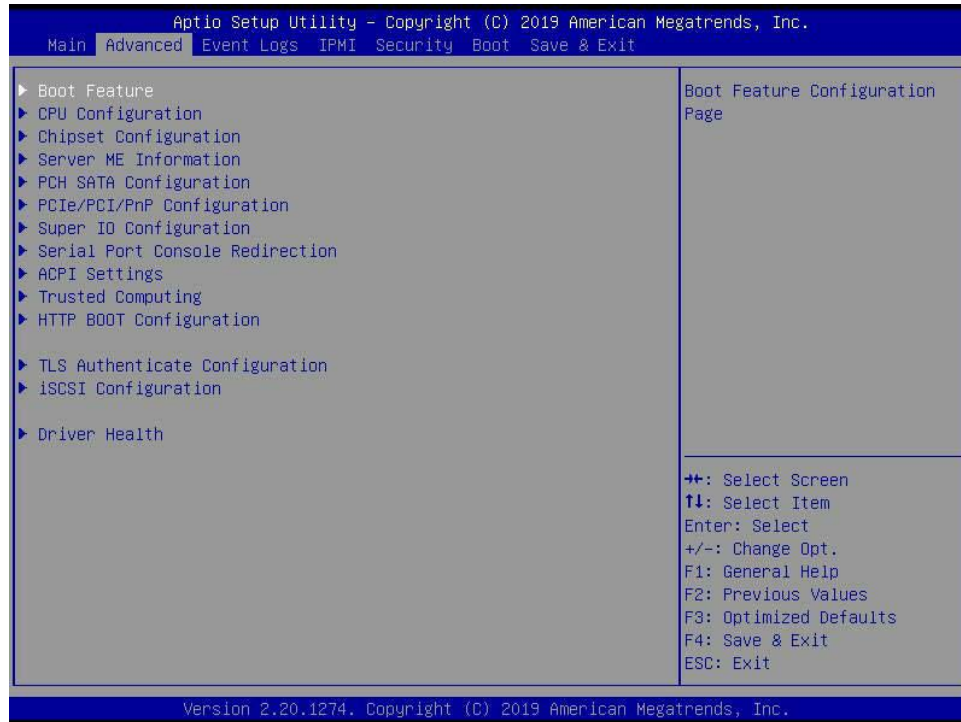 Aptio Setup Utility – Copyright (C) 2019 American Megatrends, Inc.
Main Advanced Event Logs IPMI Security Boot Save & Exit
▶ Boot Feature
▶ CPU Configuration
▶ Chipset Configuration
▶ Server ME Information
▶ PCH SATA Configuration
▶ PCIe/PCI/PnP Configuration
▶ Super IO Configuration
▶ Serial Port Console Redirection
▶ ACPI Settings
▶ Trusted Computing
▶ HTTP BOOT Configuration
▶ TLS Authenticate Configuration
▶ iSCSI Configuration
▶ Driver Health
Boot Feature Configuration
Page
→←: Select Screen
↑↓: Select Item
Enter: Select
+/-: Change Opt.
F1: General Help
F2: Previous Values
F3: Optimized Defaults
F4: Save & Exit
ESC: Exit
Version 2.20.1274. Copyright (C) 2019 American Megatrends, Inc.